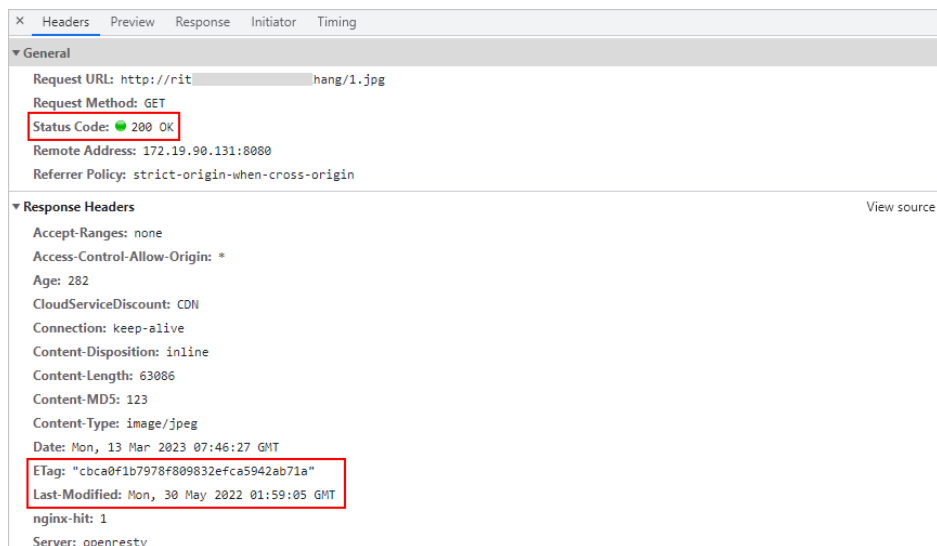 × Headers Preview Response Initiator Timing
▼ General
Request URL: http://rit hang/1.jpg
Request Method: GET
Status Code: 200 OK
Remote Address: 172.19.90.131:8080
Referrer Policy: strict-origin-when-cross-origin
▼ Response Headers View source
Accept-Ranges: none
Access-Control-Allow-Origin: *
Age: 282
CloudServiceDiscount: CDN
Connection: keep-alive
Content-Disposition: inline
Content-Length: 63086
Content-MD5: 123
Content-Type: image/jpeg
Date: Mon, 13 Mar 2023 07:46:27 GMT
ETag: "cbca0f1b7978f809832efca5942ab71a"
Last-Modified: Mon, 30 May 2022 01:59:05 GMT
nginx-hit: 1
Server: openresty